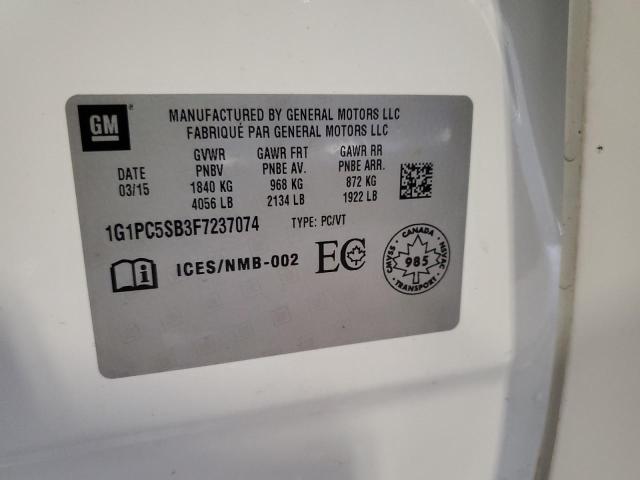 GM
MANUFACTURED BY GENERAL MOTORS LLC
FABRIQUÉ PAR GENERAL MOTORS LLC
DATE
03/15
GVWR
PNBV
1840 KG
4056 LB
GAWR FRT
PNBE AV.
968 KG
2134 LB
GAWR RR
PNBE ARR.
872 KG
1922 LB
1G1PC5SB3F7237074 TYPE: PC/VT
ICES/NMB-002 EC
CANADA
CMVSS 985 NSVAC
TRANSPORT